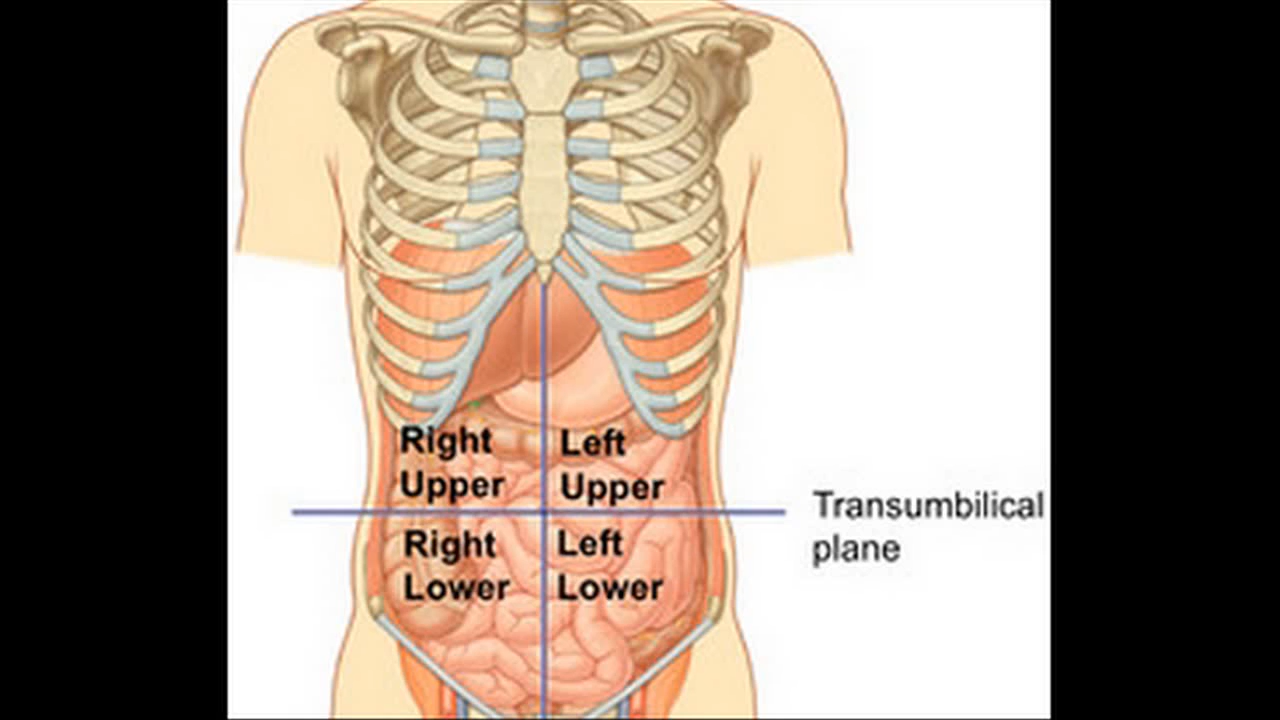 Right
Upper
Left
Upper
Right
Lower
Left
Lower
Transumbilical
plane